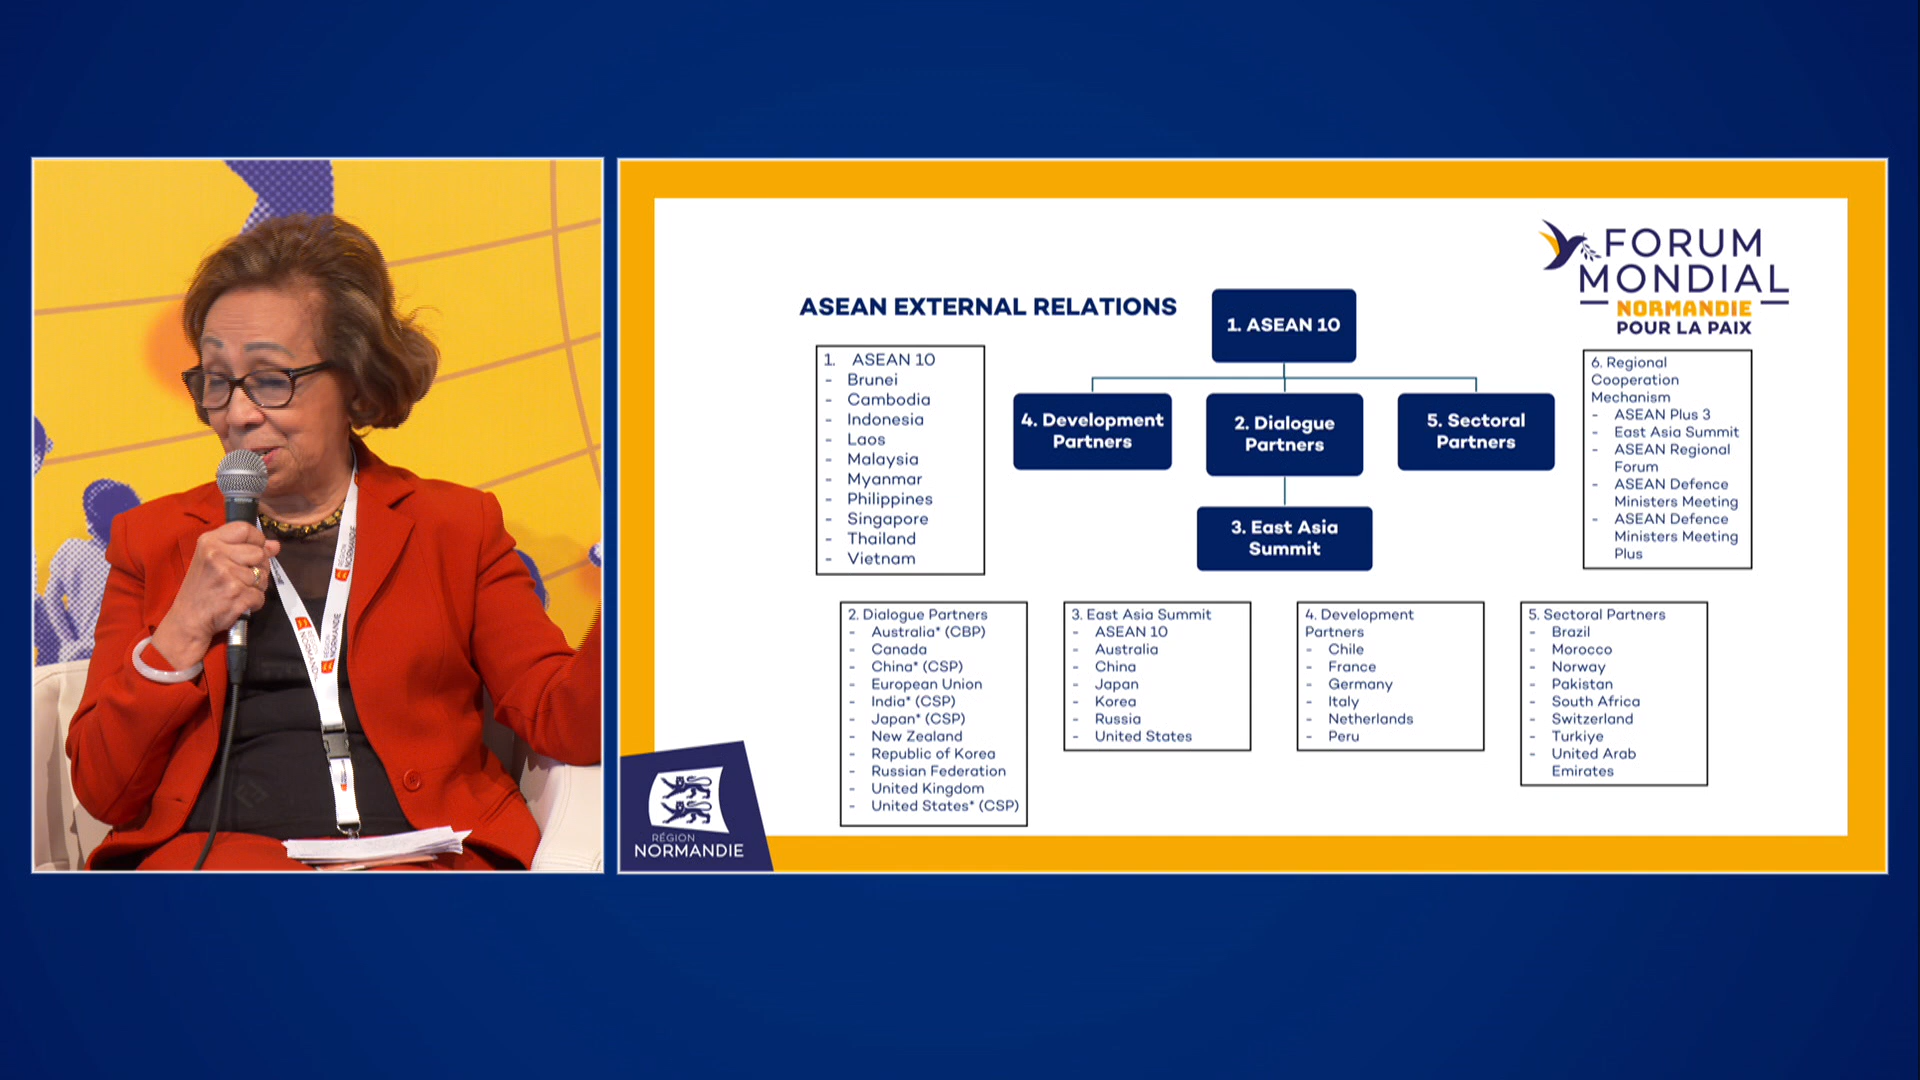 FORUM
MONDIAL
NORMANDIE
POUR LA PAIX
ASEAN EXTERNAL RELATIONS
1. ASEAN 10
4. Development
Partners
2. Dialogue
Partners
5. Sectoral
Partners
3. East Asia
Summit
1. ASEAN 10
- Brunei
- Cambodia
- Indonesia
- Laos
- Malaysia
- Myanmar
- Philippines
- Singapore
- Thailand
- Vietnam
6. Regional
Cooperation
Mechanism
- ASEAN Plus 3
- East Asia Summit
- ASEAN Regional
Forum
- ASEAN Defence
Ministers Meeting
- ASEAN Defence
Ministers Meeting
Plus
2. Dialogue Partners
- Australia* (CBP)
- Canada
- China* (CSP)
- European Union
- India* (CSP)
- Japan* (CSP)
- New Zealand
- Republic of Korea
- Russian Federation
- United Kingdom
- United States* (CSP)
3. East Asia Summit
- ASEAN 10
- Australia
- China
- Japan
- Korea
- Russia
- United States
4. Development
Partners
- Chile
- France
- Germany
- Italy
- Netherlands
- Peru
5. Sectoral Partners
- Brazil
- Morocco
- Norway
- Pakistan
- South Africa
- Switzerland
- Turkiye
- United Arab
Emirates
RÉGION
NORMANDIE
RÉGION
NORMANDIE
RÉGION
NORMANDIE